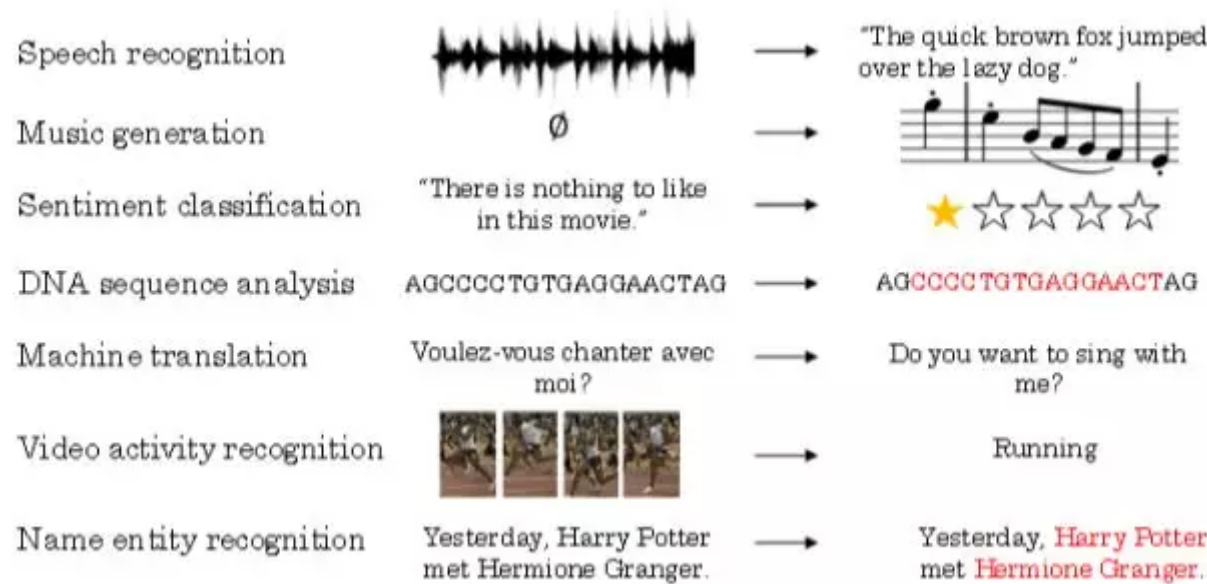 Speech recognition
"The quick brown fox jumped
over the lazy dog."
Music generation
Ø
Sentiment classification
"There is nothing to like
in this movie."
DNA sequence analysis
AGCCCCTGTGAGGAACTAG
AGCCCCTGTGAGGAACTAG
Machine translation
Voulez-vous chanter avec
moi?
Do you want to sing with
me?
Video activity recognition
Running
Name entity recognition
Yesterday, Harry Potter
met Hermione Granger.
Yesterday, Harry Potter
met Hermione Granger.